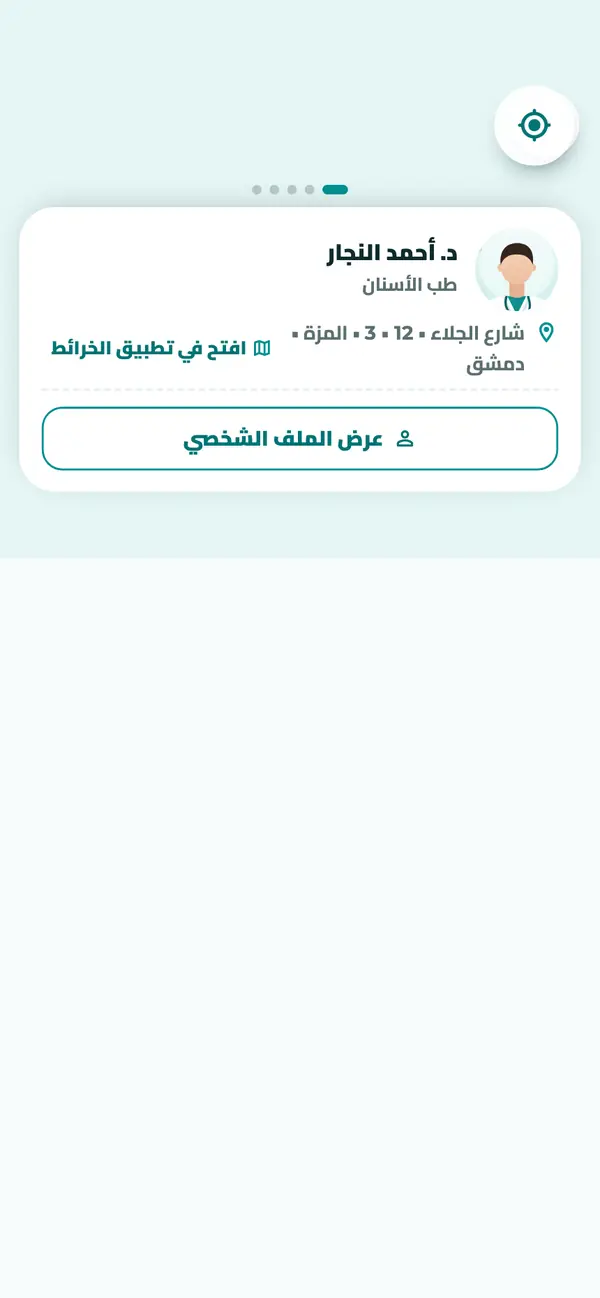 د. أحمد النجار
طب الأسنان
شارع الجلاء ▪ 12 ▪ 3 ▪ المزة ▪
دمشق
افتح في تطبيق الخرائط
عرض الملف الشخصي